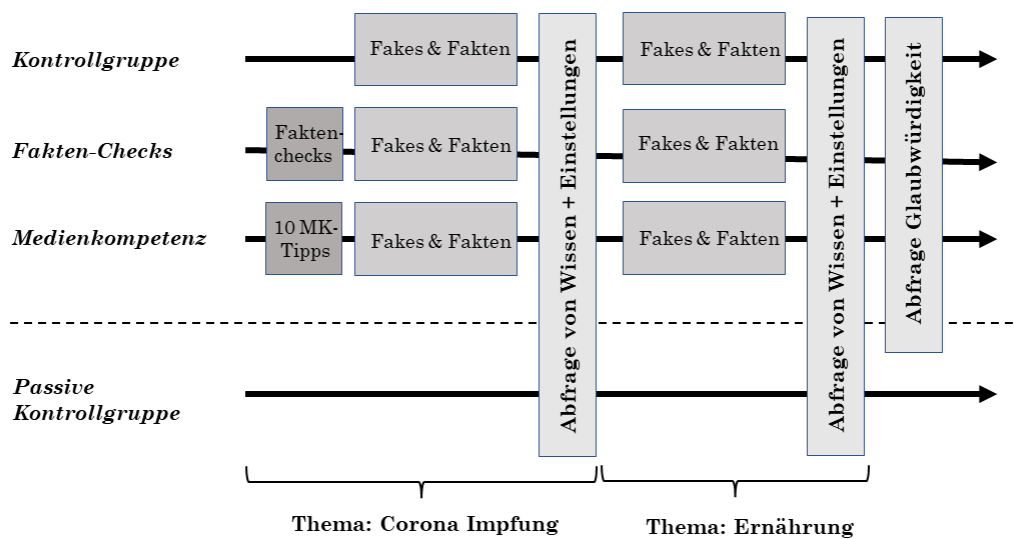 Kontrollgruppe
Fakes & Fakten
Fakes & Fakten
Fakten-Checks
Fakten-
checks
Fakes & Fakten
Fakes & Fakten
Medienkompetenz
10 MK-
Tipps
Fakes & Fakten
Fakes & Fakten
Abfrage von Wissen + Einstellungen
Abfrage von Wissen + Einstellungen
Abfrage Glaubwürdigkeit
Passive
Kontrollgruppe
Thema: Corona Impfung
Thema: Ernährung